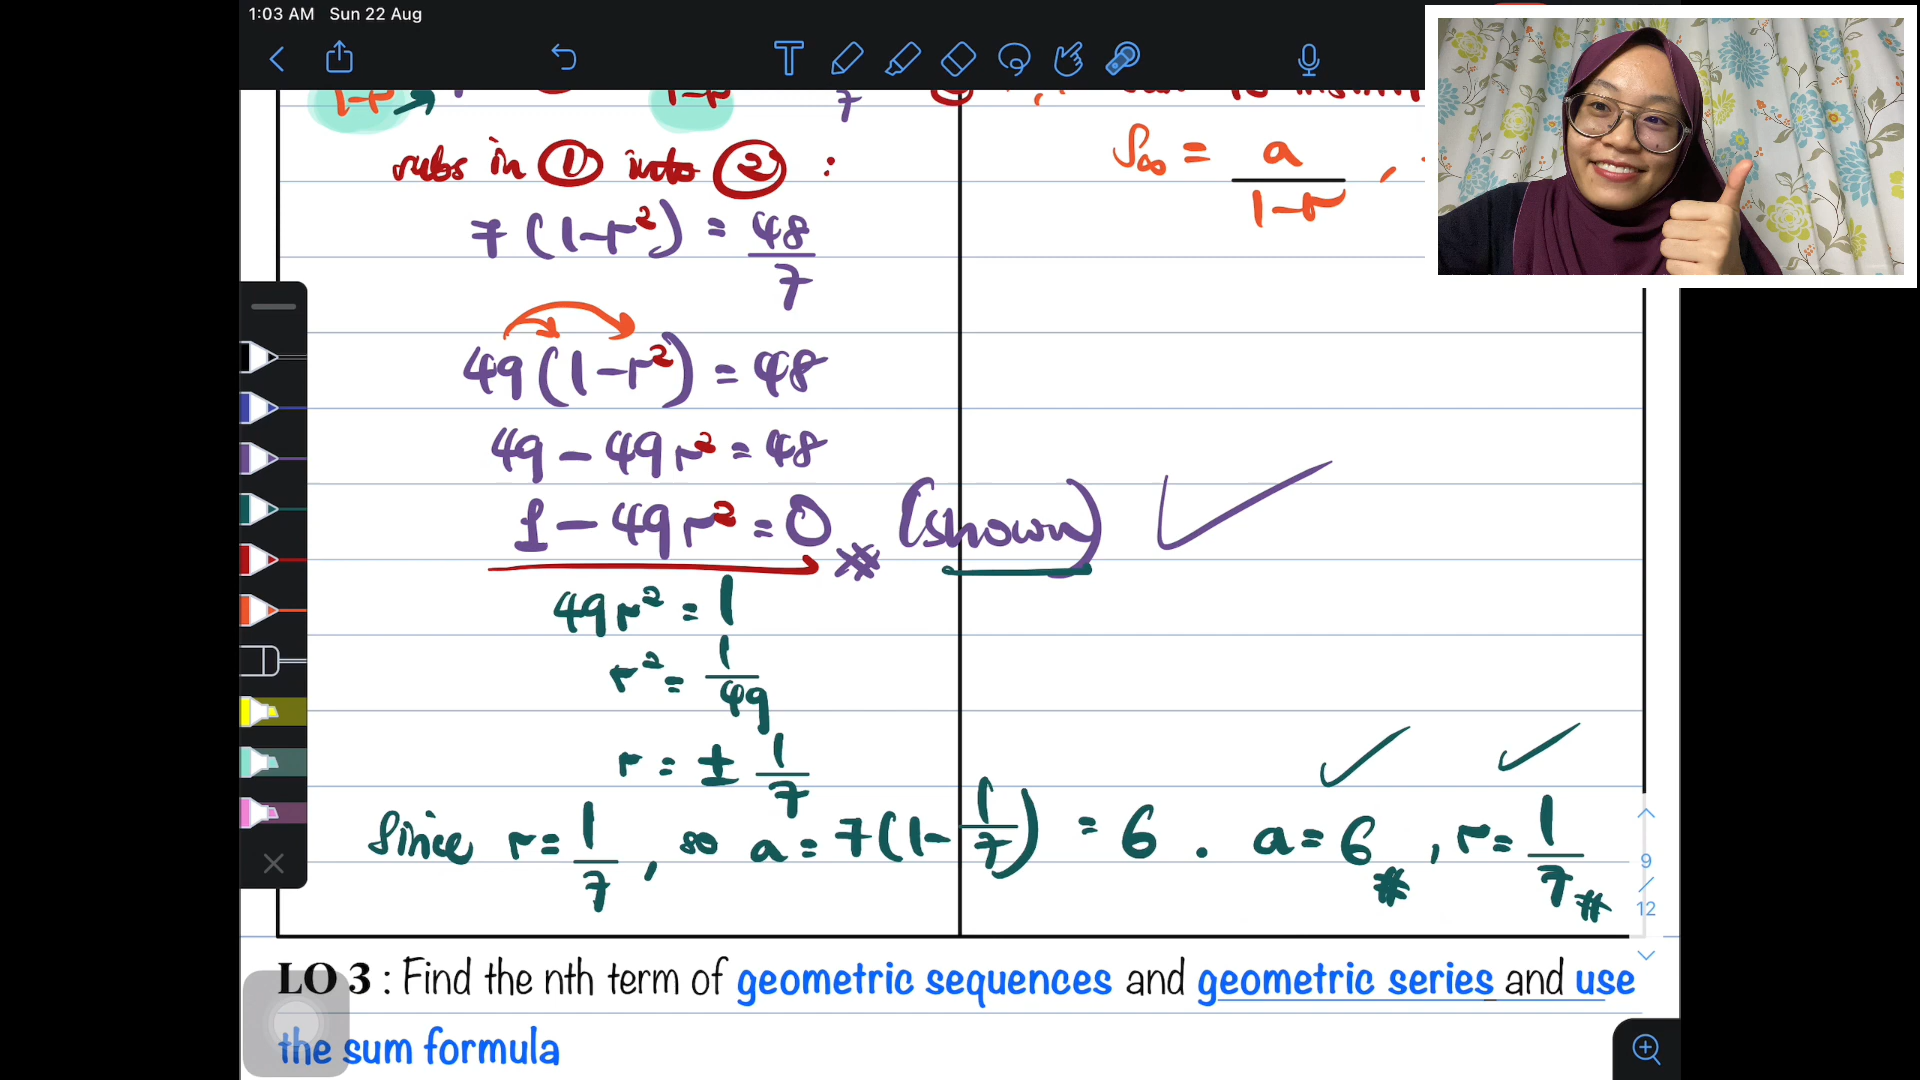 1:03 AM Sun 22 Aug
T
1-r
1-r
7
subs in ① into ② :
7(1-r²) = 48/7
S∞ = a/1-r ,
49(1-r²) = 48
49 - 49r² = 48
1 - 49r² = 0 (shown)
49r² = 1
r² = 1/49
r = ± 1/7
Since r = 1/7, so a = 7(1 - 1/7) = 6 . a = 6 , r = 1/7
9
/
12
LO 3 : Find the nth term of geometric sequences and geometric series and use
the sum formula